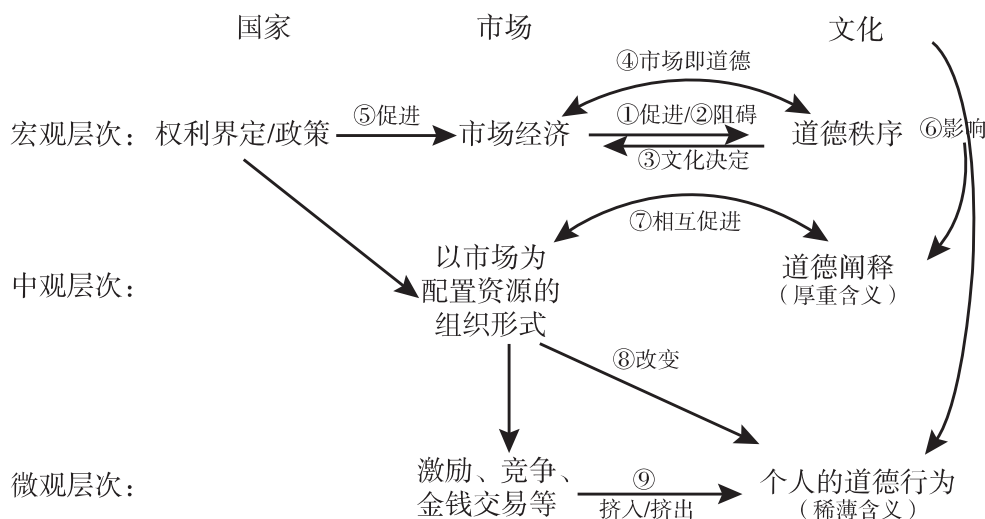 国家
市场
文化
④市场即道德
⑤促进
①促进/②阻碍
宏观层次：
权利界定/政策
市场经济
道德秩序
⑥影响
③文化决定
⑦相互促进
中观层次：
以市场为
配置资源的
组织形式
道德阐释
（厚重含义）
⑧改变
微观层次：
激励、竞争、
金钱交易等
⑨
挤入/挤出
个人的道德行为
（稀薄含义）